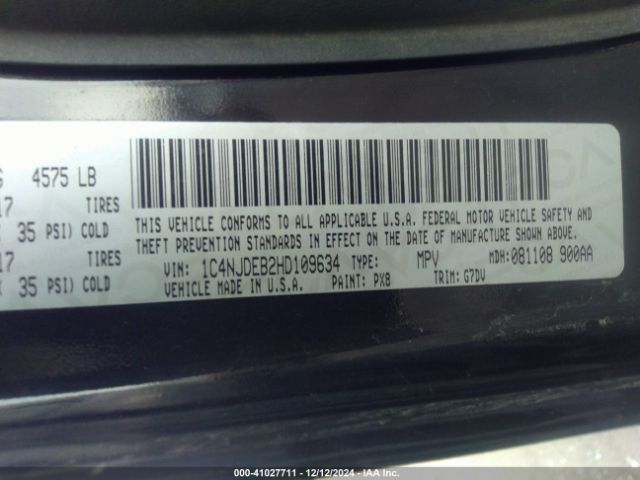 G 4575 LB
17 TIRES
35 PSI) COLD
17 TIRES
35 PSI) COLD
THIS VEHICLE CONFORMS TO ALL APPLICABLE U.S.A. FEDERAL MOTOR VEHICLE SAFETY AND
THEFT PREVENTION STANDARDS IN EFFECT ON THE DATE OF MANUFACTURE SHOWN ABOVE.
VIN: 1C4NJDEB2HD109634 TYPE: MPV MDH: 081108 900AA
VEHICLE MADE IN U.S.A. PAINT: PX8 TRIM: G7DV
000-41027711 - 12/12/2024 - IAA Inc.